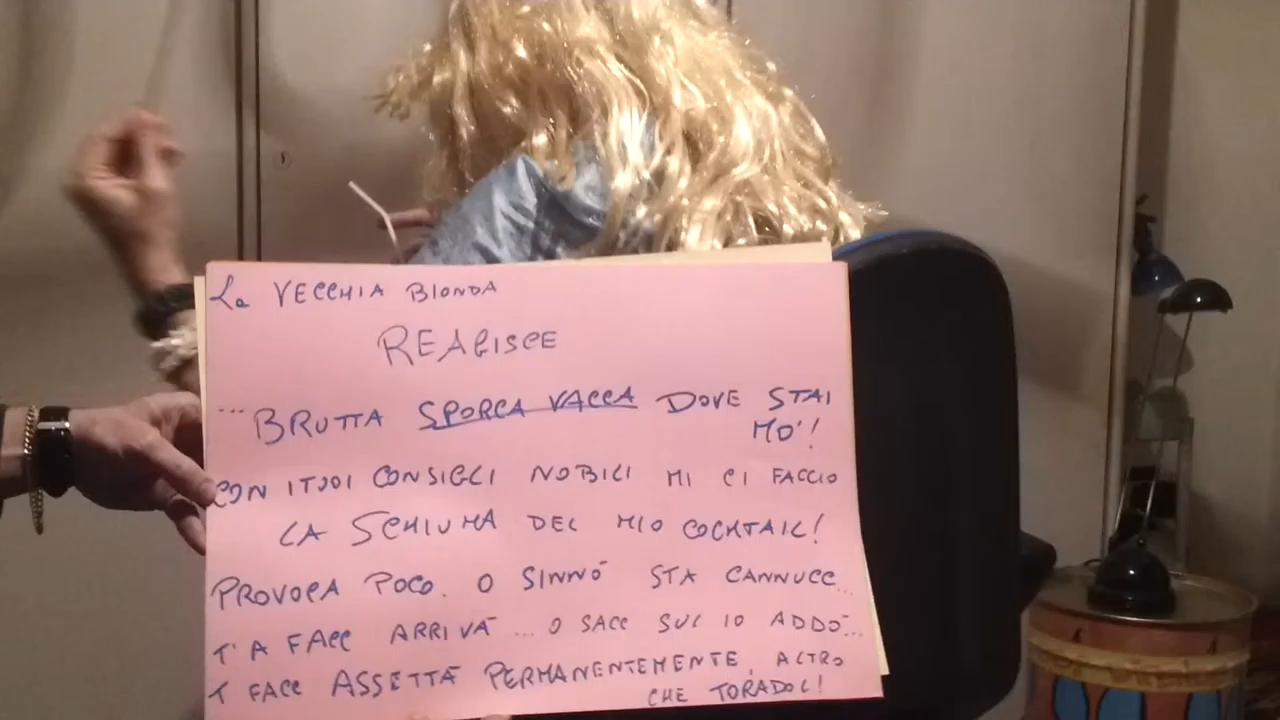 La VECCHIA BIONDA
REAGISCE
... BRUTTA SPORCA VACCA DOVE STAI
MO'!
CON I TUOI CONSIGLI NOBILI MI CI FACCIO
LA SCHIUMA DEL MIO COCKTAIL!
PROVOCA POCO. O SINNÒ STA CANNUCC...
T'A FACC ARRIVÀ ... O SACC SUL IO ADDÒ...
T FACC ASSETTÀ PERMANENTEMENTE, ALTRO
CHE TORADOL!